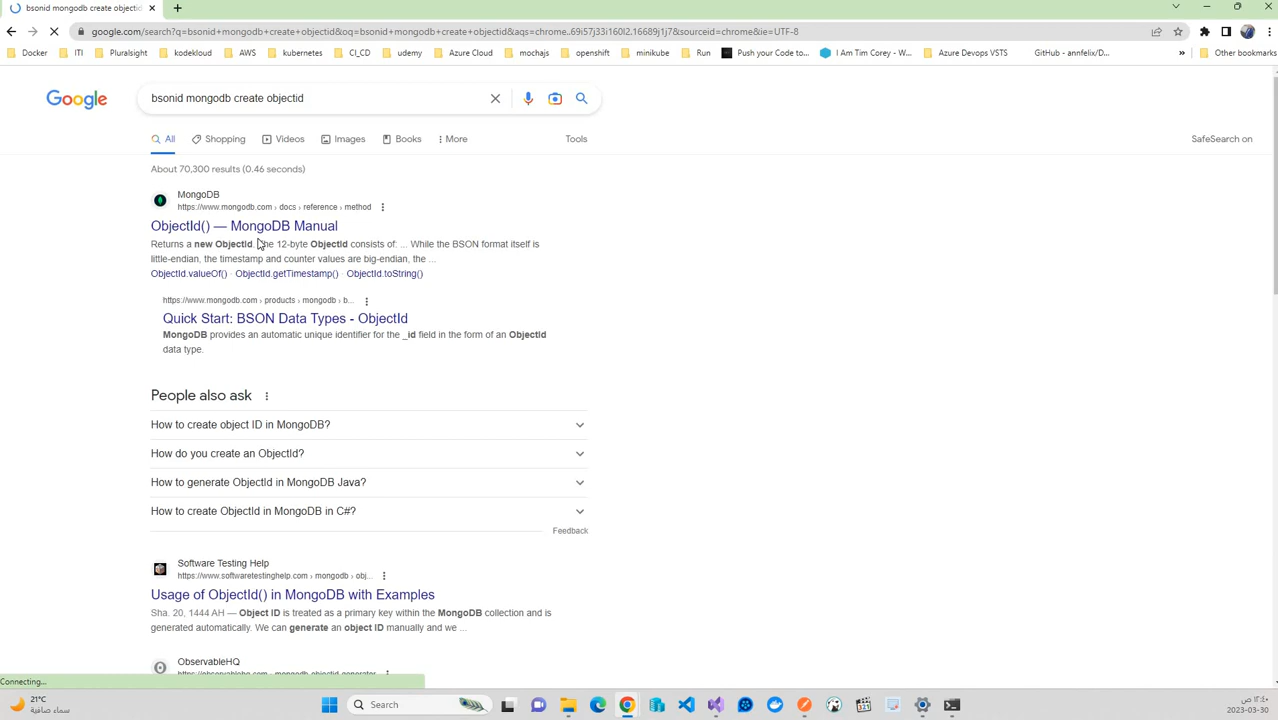 bsonid mongodb create objectid
google.com/search?q=bsonid+mongodb+create+objectid&oq=bsonid+mongodb+create+objectid&aqs=chrome..69i57j33i160l2.16689j1j7&sourceid=chrome&ie=UTF-8
Docker ITI Pluralsight kodekloud AWS kubernetes CI_CD udemy Azure Cloud mochajs openshift minikube Run Push your Code to... I Am Tim Corey - W... Azure Devops VSTS GitHub - annfelix/D... » Other bookmarks
Google
bsonid mongodb create objectid
All Shopping Videos Images Books More Tools SafeSearch on
About 70,300 results (0.46 seconds)
MongoDB
https://www.mongodb.com › docs › reference › method
ObjectId() — MongoDB Manual
Returns a new ObjectId. The 12-byte ObjectId consists of: ... While the BSON format itself is
little-endian, the timestamp and counter values are big-endian, the ...
ObjectId.valueOf() · ObjectId.getTimestamp() · ObjectId.toString()
https://www.mongodb.com › products › mongodb › b...
Quick Start: BSON Data Types - ObjectId
MongoDB provides an automatic unique identifier for the _id field in the form of an ObjectId
data type.
People also ask
How to create object ID in MongoDB?
How do you create an ObjectId?
How to generate ObjectId in MongoDB Java?
How to create ObjectId in MongoDB in C#?
Feedback
Software Testing Help
https://www.softwaretestinghelp.com › mongodb › obj...
Usage of ObjectId() in MongoDB with Examples
Sha. 20, 1444 AH — Object ID is treated as a primary key within the MongoDB collection and is
generated automatically. We can generate an object ID manually and we ...
ObservableHQ
https://observablehq.com › mongodb-objectid-generator
Connecting...
21°C
سماء صافية
Search
١٢:٤٠ ص
2023-03-30